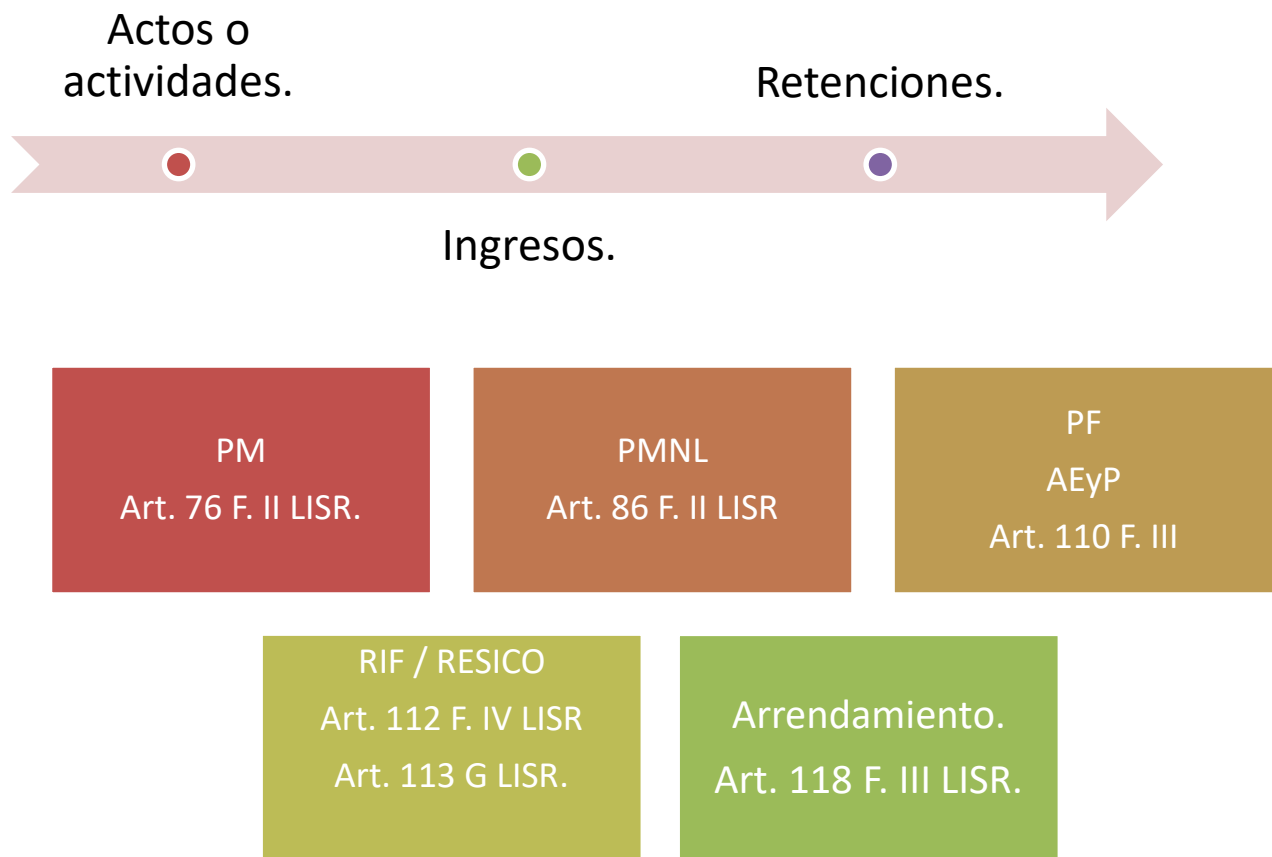 Actos o
actividades.
Retenciones.
Ingresos.
PM
Art. 76 F. II LISR.
PMNL
Art. 86 F. II LISR
PF
AEyP
Art. 110 F. III
RIF / RESICO
Art. 112 F. IV LISR
Art. 113 G LISR.
Arrendamiento.
Art. 118 F. III LISR.